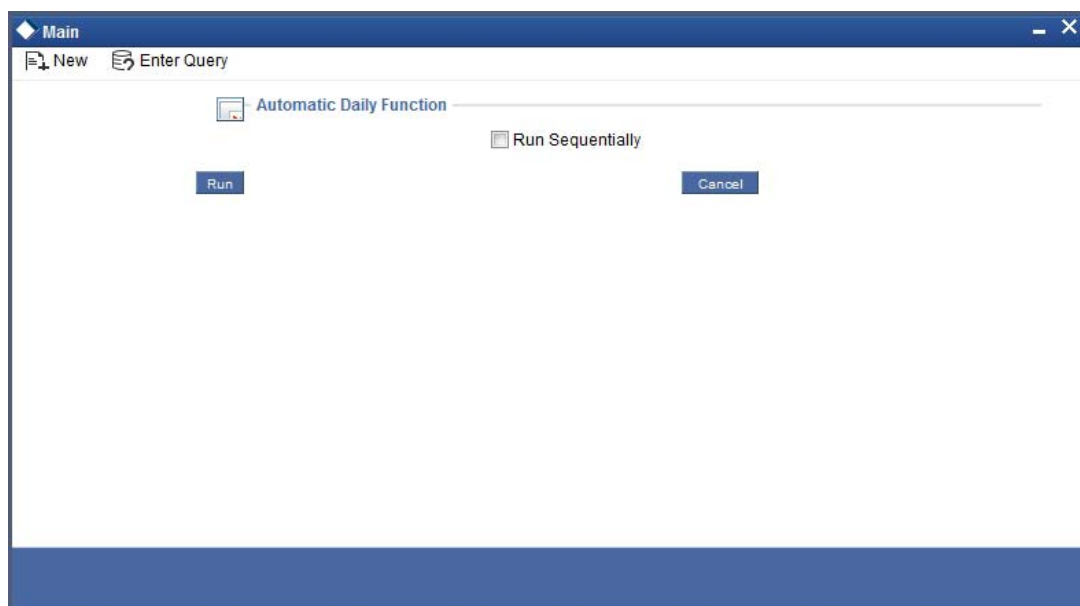 Main
New Enter Query
Automatic Daily Function
Run Sequentially
Run Cancel